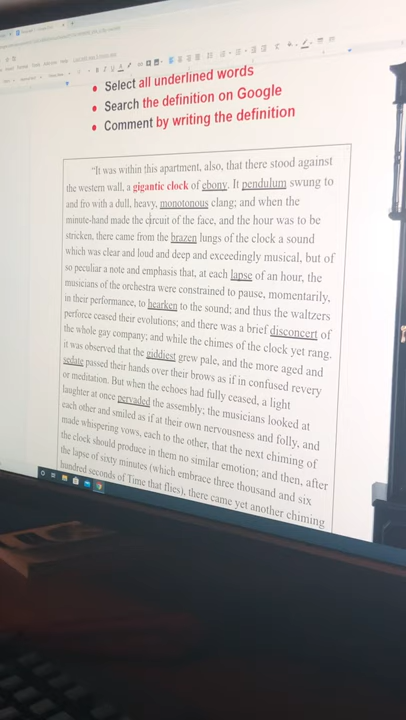 Select all underlined words
Search the definition on Google
Comment by writing the definition
"It was within this apartment, also, that there stood against
the western wall, a gigantic clock of ebony. It pendulum swung to
and fro with a dull, heavy, monotonous clang; and when the
minute-hand made the circuit of the face, and the hour was to be
stricken, there came from the brazen lungs of the clock a sound
which was clear and loud and deep and exceedingly musical, but of
so peculiar a note and emphasis that, at each lapse of an hour, the
musicians of the orchestra were constrained to pause, momentarily,
in their performance, to hearken to the sound; and thus the waltzers
perforce ceased their evolutions; and there was a brief disconcert of
the whole gay company; and while the chimes of the clock yet rang,
it was observed that the giddiest grew pale, and the more aged and
sedate passed their hands over their brows as if in confused revery
or meditation. But when the echoes had fully ceased, a light
laughter at once pervaded the assembly; the musicians looked at
each other and smiled as if at their own nervousness and folly, and
made whispering vows, each to the other, that the next chiming of
the clock should produce in them no similar emotion; and then, after
the lapse of sixty minutes (which embrace three thousand and six
hundred seconds of Time that flies), there came yet another chiming